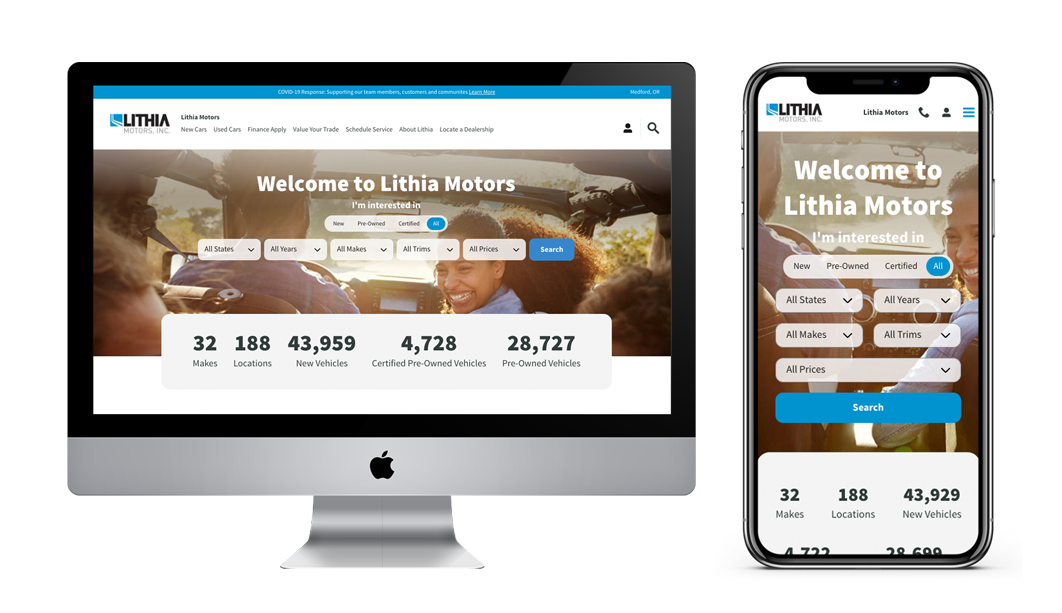 COVID-19 Response: Supporting our team members, customers and communites Learn More
Medford, OR
LITHIA
MOTORS, INC.
Lithia Motors
New Cars Used Cars Finance Apply Value Your Trade Schedule Service About Lithia Locate a Dealership
Welcome to Lithia Motors
I'm interested in
New Pre-Owned Certified All
All States All Years All Makes All Trims All Prices Search
32 188 43,959 4,728 28,727
Makes Locations New Vehicles Certified Pre-Owned Vehicles Pre-Owned Vehicles
LITHIA
MOTORS, INC.
Lithia Motors
Welcome to
Lithia Motors
I'm interested in
New Pre-Owned Certified All
All States All Years
All Makes All Trims
All Prices
Search
32 188 43,929
Makes Locations New Vehicles
4,722 28,699